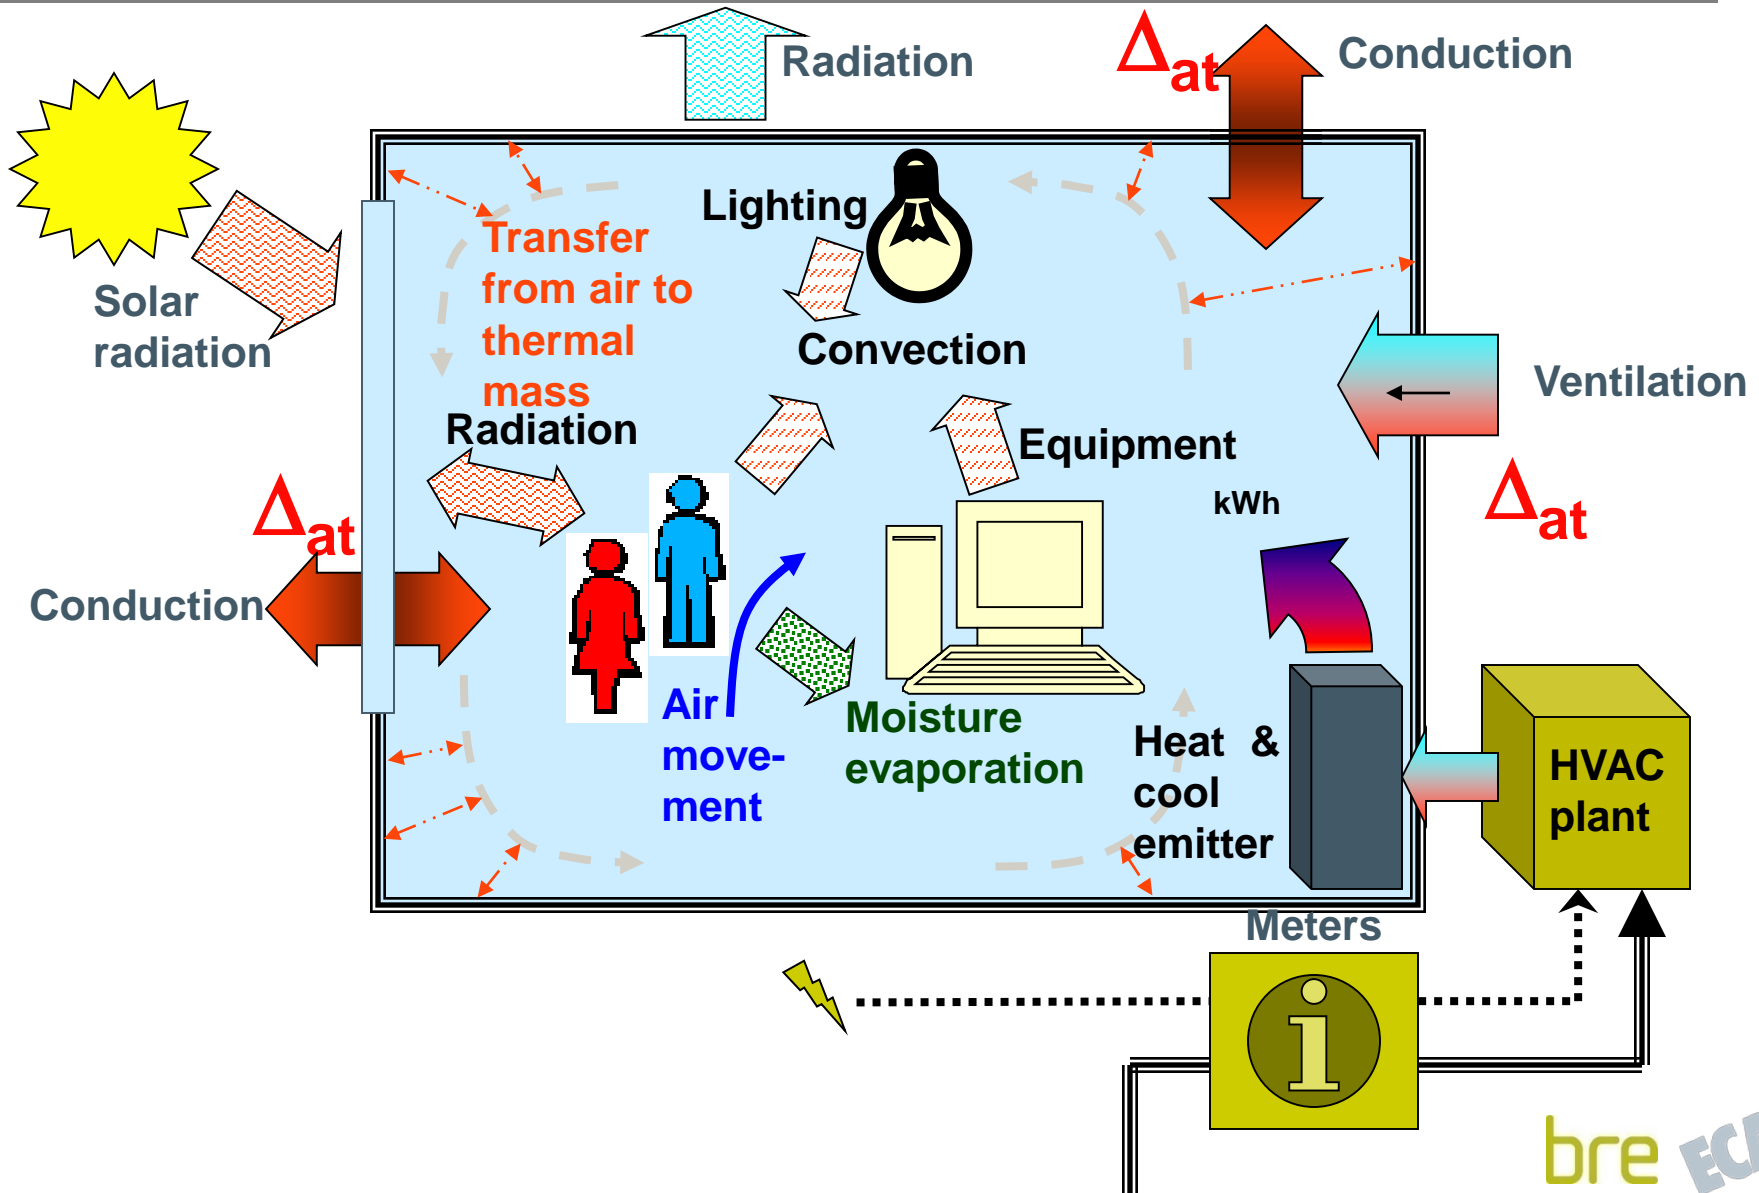 Radiation
Δat
Conduction
Solar
radiation
Lighting
Transfer
from air to
thermal
mass
Convection
Ventilation
Radiation
Equipment
kWh
Δat
Δat
Conduction
Air
move-
ment
Moisture
evaporation
Heat &
cool
emitter
HVAC
plant
Meters
i
bre